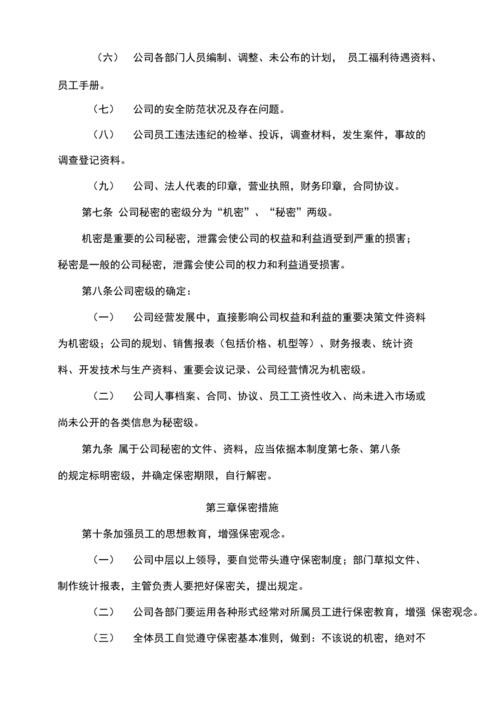 （六） 公司各部门人员编制、调整、未公布的计划， 员工福利待遇资料、
员工手册。
（七） 公司的安全防范状况及存在问题。
（八） 公司员工违法违纪的检举、投诉，调查材料，发生案件，事故的
调查登记资料。
（九） 公司、法人代表的印章，营业执照，财务印章，合同协议。
第七条 公司秘密的密级分为“机密”、“秘密”两级。
机密是重要的公司秘密，泄露会使公司的权益和利益遭受到严重的损害；
秘密是一般的公司秘密，泄露会使公司的权力和利益遭受损害。
第八条公司密级的确定：
（一） 公司经营发展中，直接影响公司权益和利益的重要决策文件资料
为机密级；公司的规划、销售报表（包括价格、机型等）、财务报表、统计资
料、开发技术与生产资料、重要会议记录、公司经营情况为机密级。
（二） 公司人事档案、合同、协议、员工工资性收入、尚未进入市场或
尚未公开的各类信息为秘密级。
第九条 属于公司秘密的文件、资料，应当依据本制度第七条、第八条
的规定标明密级，并确定保密期限，自行解密。
第三章保密措施
第十条加强员工的思想教育，增强保密观念。
（一） 公司中层以上领导，要自觉带头遵守保密制度；部门草拟文件、
制作统计报表，主管负责人要把好保密关，提出规定。
（二） 公司各部门要运用各种形式经常对所属员工进行保密教育，增强 保密观念。
（三） 全体员工自觉遵守保密基本准则，做到：不该说的机密，绝对不